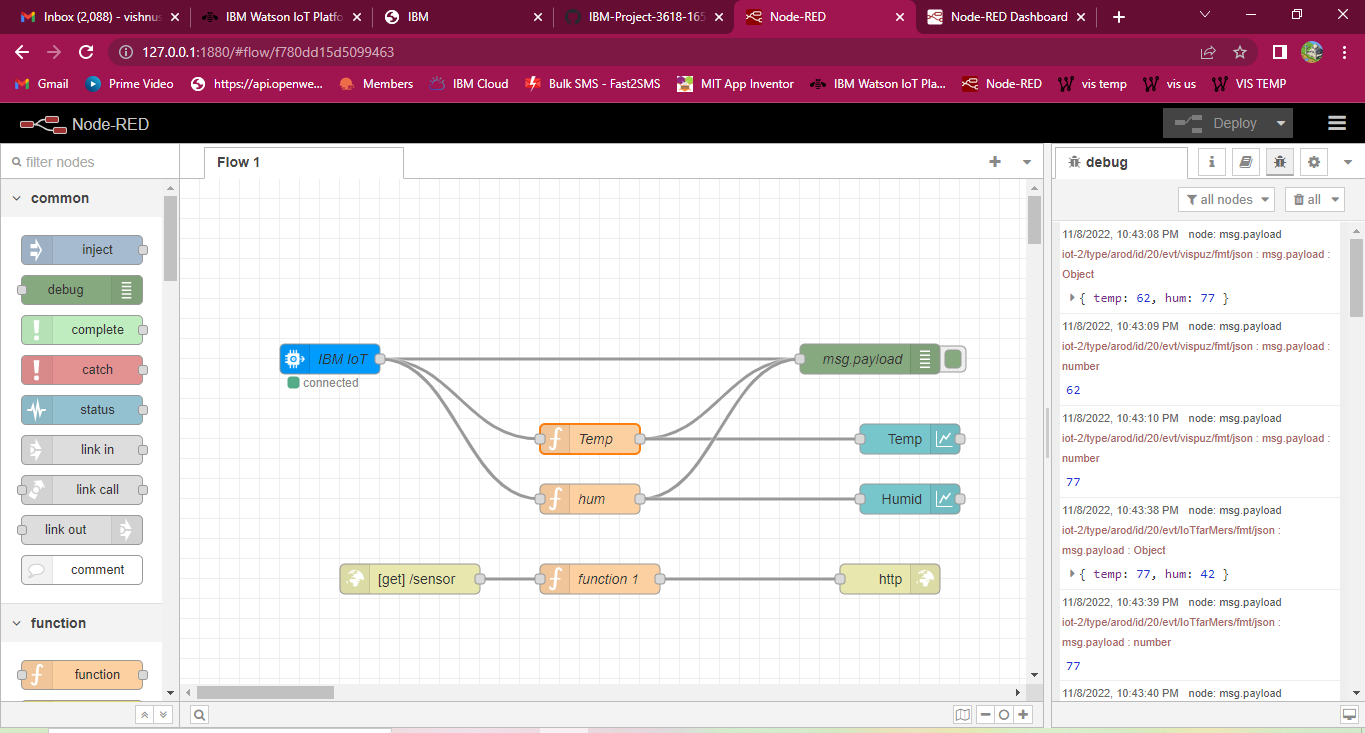 Inbox (2,088) - vishnus
IBM Watson IoT Platfo
IBM
IBM-Project-3618-165
Node-RED
Node-RED Dashboard
127.0.0.1:1880/#flow/f780dd15d5099463
Gmail
Prime Video
https://api.openwe...
Members
IBM Cloud
Bulk SMS - Fast2SMS
MIT App Inventor
IBM Watson IoT Pla...
Node-RED
vis temp
vis us
VIS TEMP
Node-RED
Deploy
filter nodes
common
inject
debug
complete
catch
status
link in
link call
link out
comment
function
function
Flow 1
IBM IoT
connected
msg.payload
Temp
Temp
hum
Humid
[get] /sensor
function 1
http
debug
all nodes
all
11/8/2022, 10:43:08 PM node: msg.payload
iot-2/type/arod/id/20/evt/vispuz/fmt/json : msg.payload :
Object
{ temp: 62, hum: 77 }
11/8/2022, 10:43:09 PM node: msg.payload
iot-2/type/arod/id/20/evt/vispuz/fmt/json : msg.payload :
number
62
11/8/2022, 10:43:10 PM node: msg.payload
iot-2/type/arod/id/20/evt/vispuz/fmt/json : msg.payload :
number
77
11/8/2022, 10:43:38 PM node: msg.payload
iot-2/type/arod/id/20/evt/IoTfarMers/fmt/json :
msg.payload : Object
{ temp: 77, hum: 42 }
11/8/2022, 10:43:39 PM node: msg.payload
iot-2/type/arod/id/20/evt/IoTfarMers/fmt/json :
msg.payload : number
77
11/8/2022, 10:43:40 PM node: msg.payload